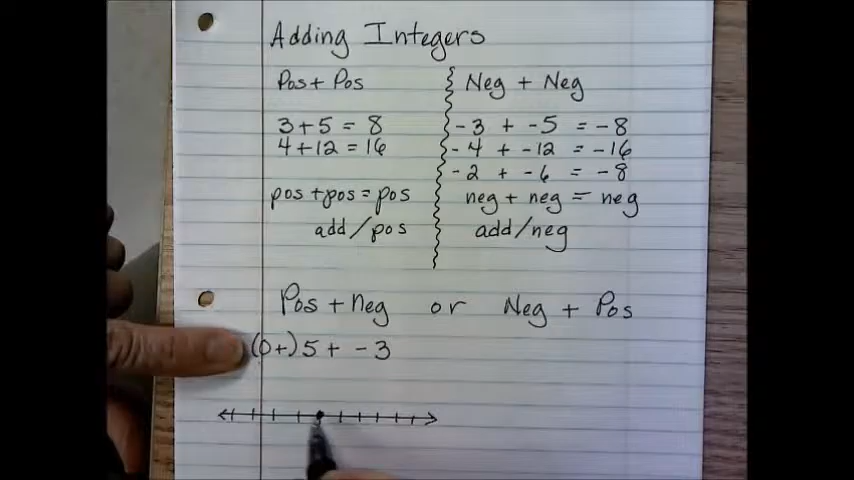 Adding Integers
Pos + Pos
3 + 5 = 8
4 + 12 = 16
pos + pos = pos
add/pos
Neg + Neg
-3 + -5 = -8
-4 + -12 = -16
-2 + -6 = -8
neg + neg = neg
add/neg
Pos + neg or Neg + Pos
(0+) 5 + -3